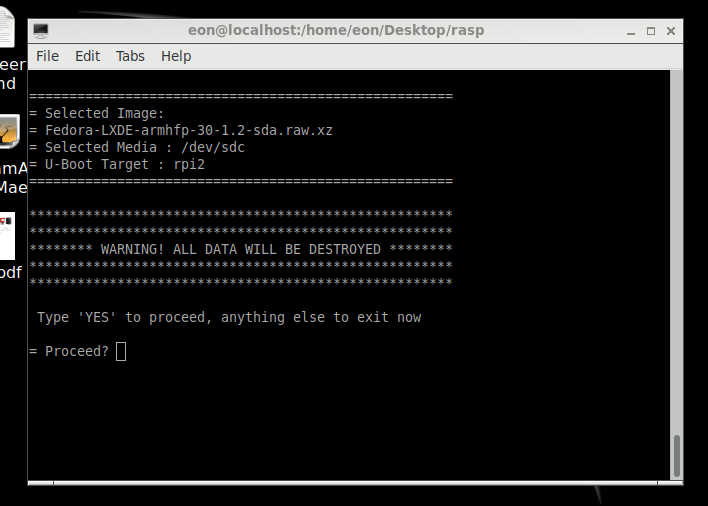 eon@localhost:/home/eon/Desktop/rasp
File Edit Tabs Help
=====================================================
= Selected Image:
= Fedora-LXDE-armhfp-30-1.2-sda.raw.xz
= Selected Media : /dev/sdc
= U-Boot Target : rpi2
=====================================================
*****************************************************
*****************************************************
******** WARNING! ALL DATA WILL BE DESTROYED ********
*****************************************************
*****************************************************
Type 'YES' to proceed, anything else to exit now
= Proceed?
eer
nd
amA
Mae
pdf